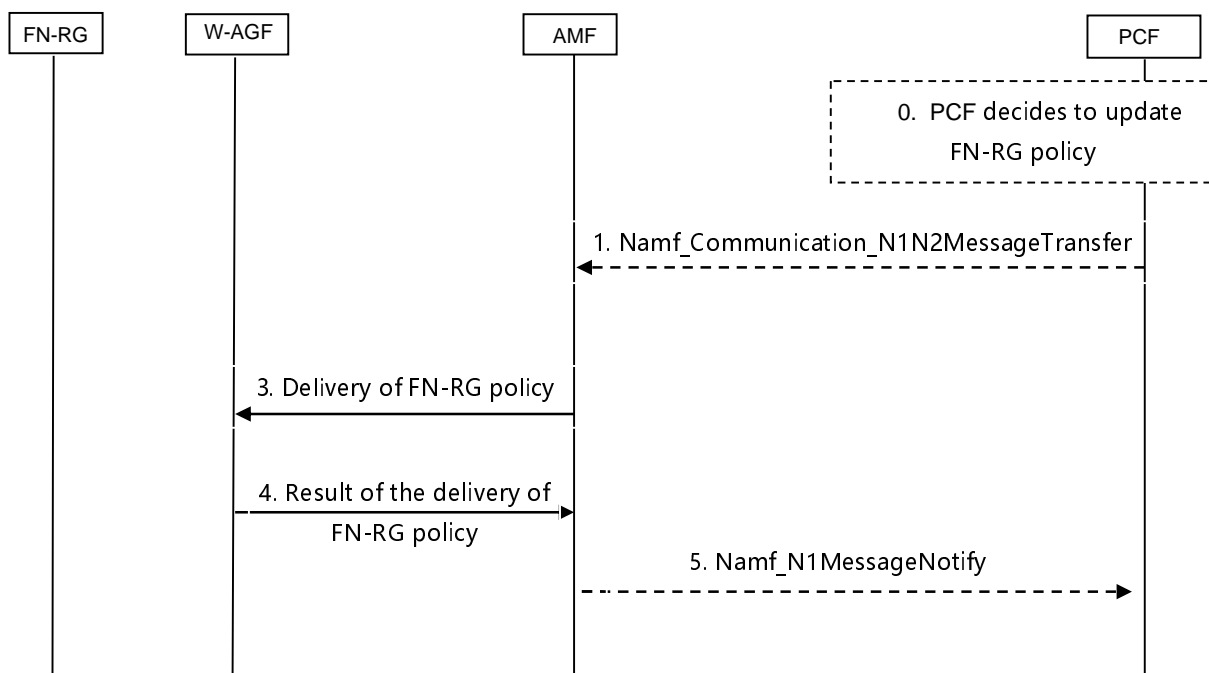 FN-RG
W-AGF
AMF
PCF
0. PCF decides to update
FN-RG policy
1. Namf_Communication_N1N2MessageTransfer
3. Delivery of FN-RG policy
4. Result of the delivery of
FN-RG policy
5. Namf_N1MessageNotify